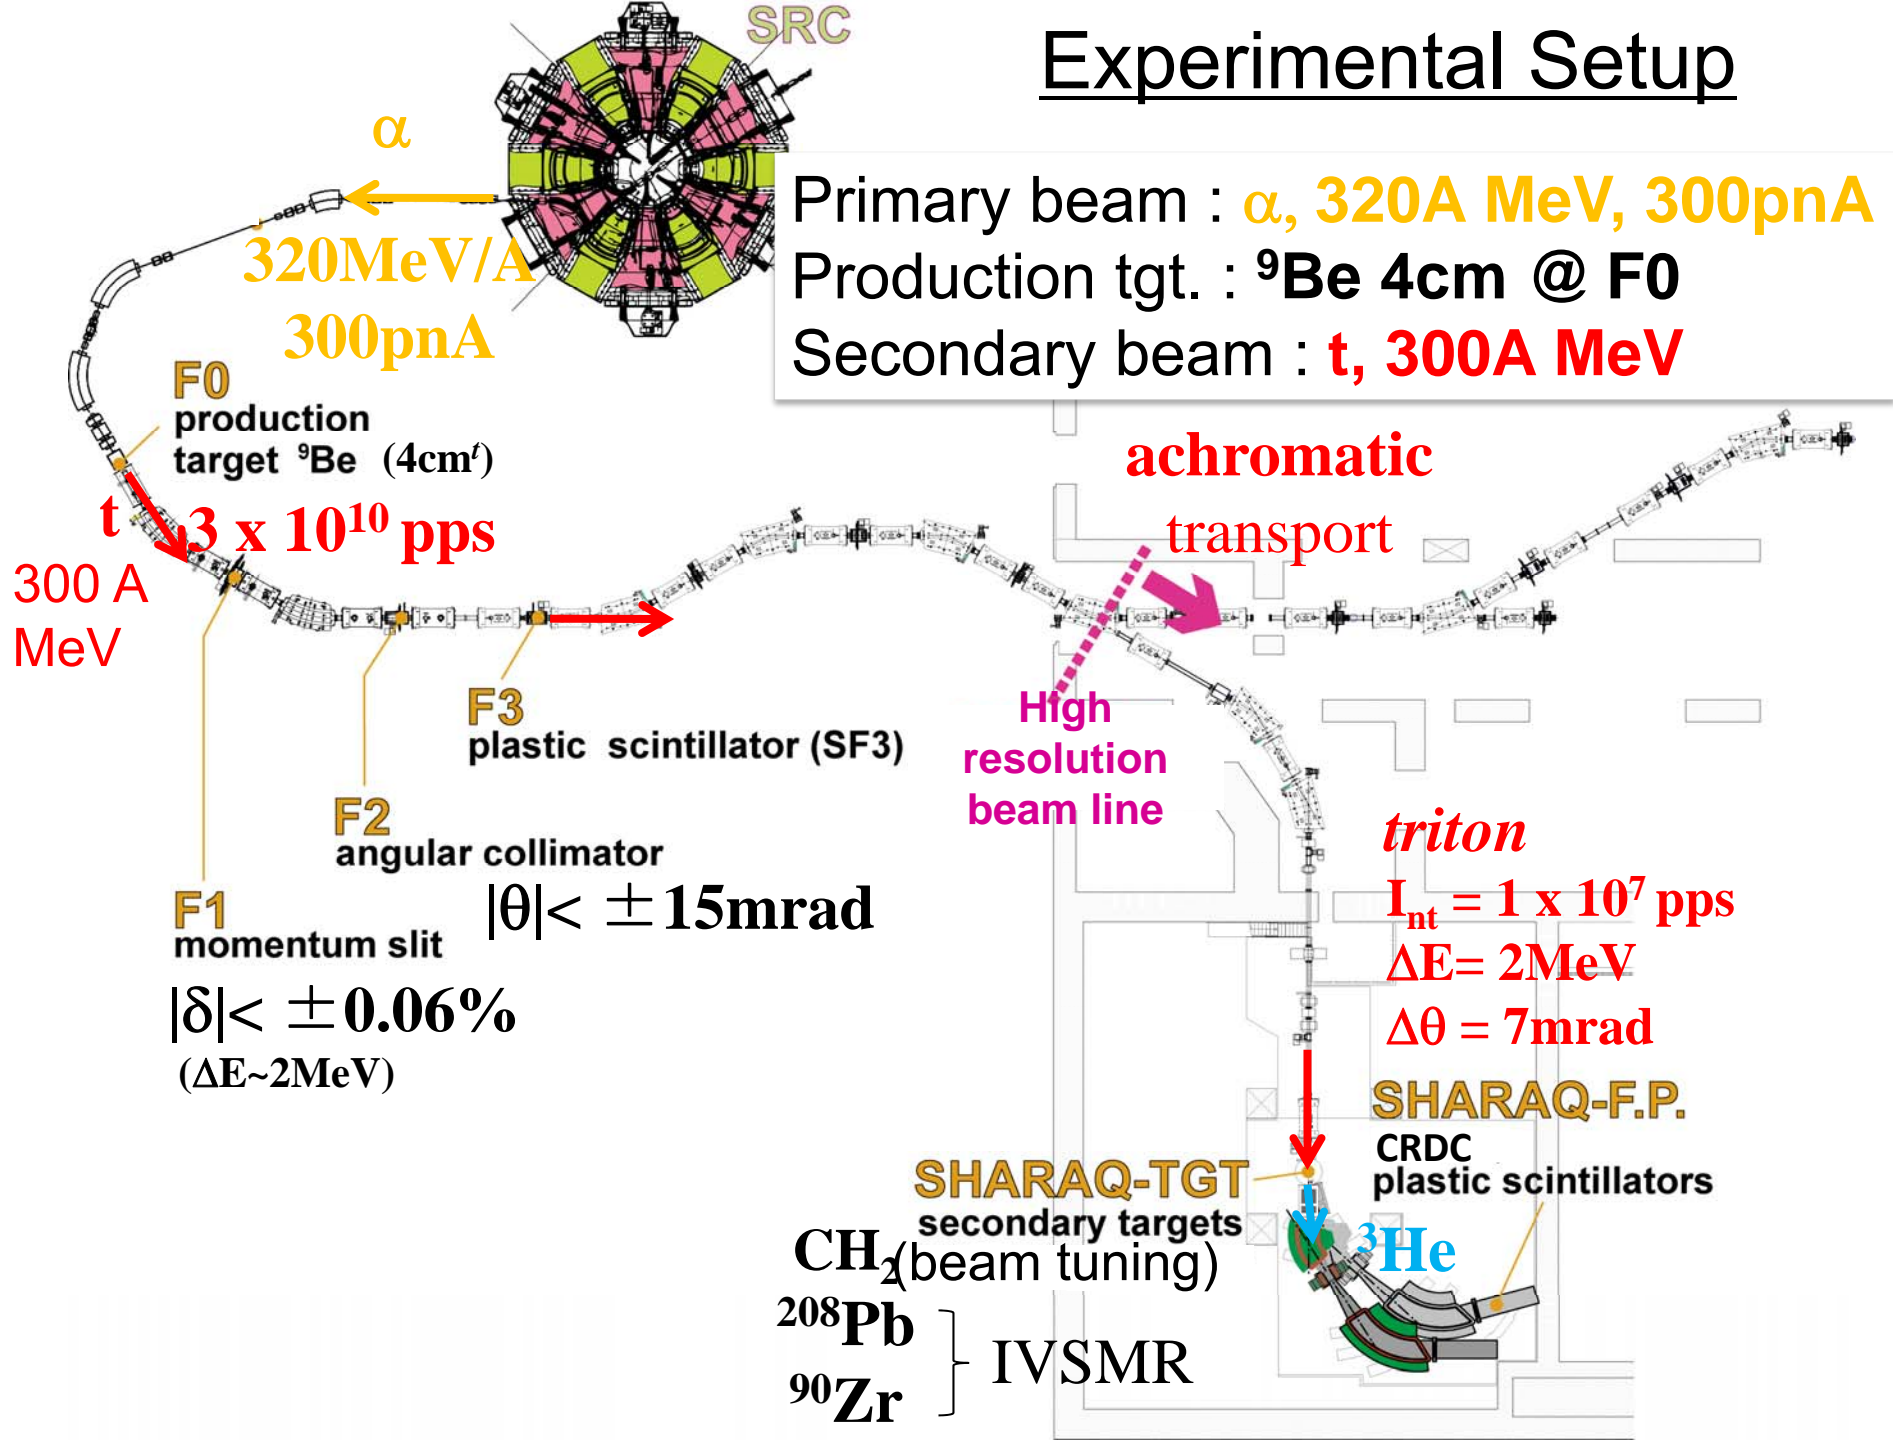 SRC
Experimental Setup
α
Primary beam : α, 320A MeV, 300pnA
Production tgt. : ⁹Be 4cm @ F0
Secondary beam : t, 300A MeV
320MeV/A
300pnA
F0
production
target ⁹Be (4cmᵗ)
t
3 x 10¹⁰ pps
300 A
MeV
achromatic
transport
F3
plastic scintillator (SF3)
High
resolution
beam line
F2
angular collimator
|θ|< ±15mrad
F1
momentum slit
|δ|< ±0.06%
(ΔE~2MeV)
triton
Iₙₜ = 1 x 10⁷ pps
ΔE= 2MeV
Δθ = 7mrad
SHARAQ-F.P.
CRDC
plastic scintillators
SHARAQ-TGT
secondary targets
CH₂(beam tuning)
³He
²⁰⁸Pb
⁹⁰Zr
IVSMR